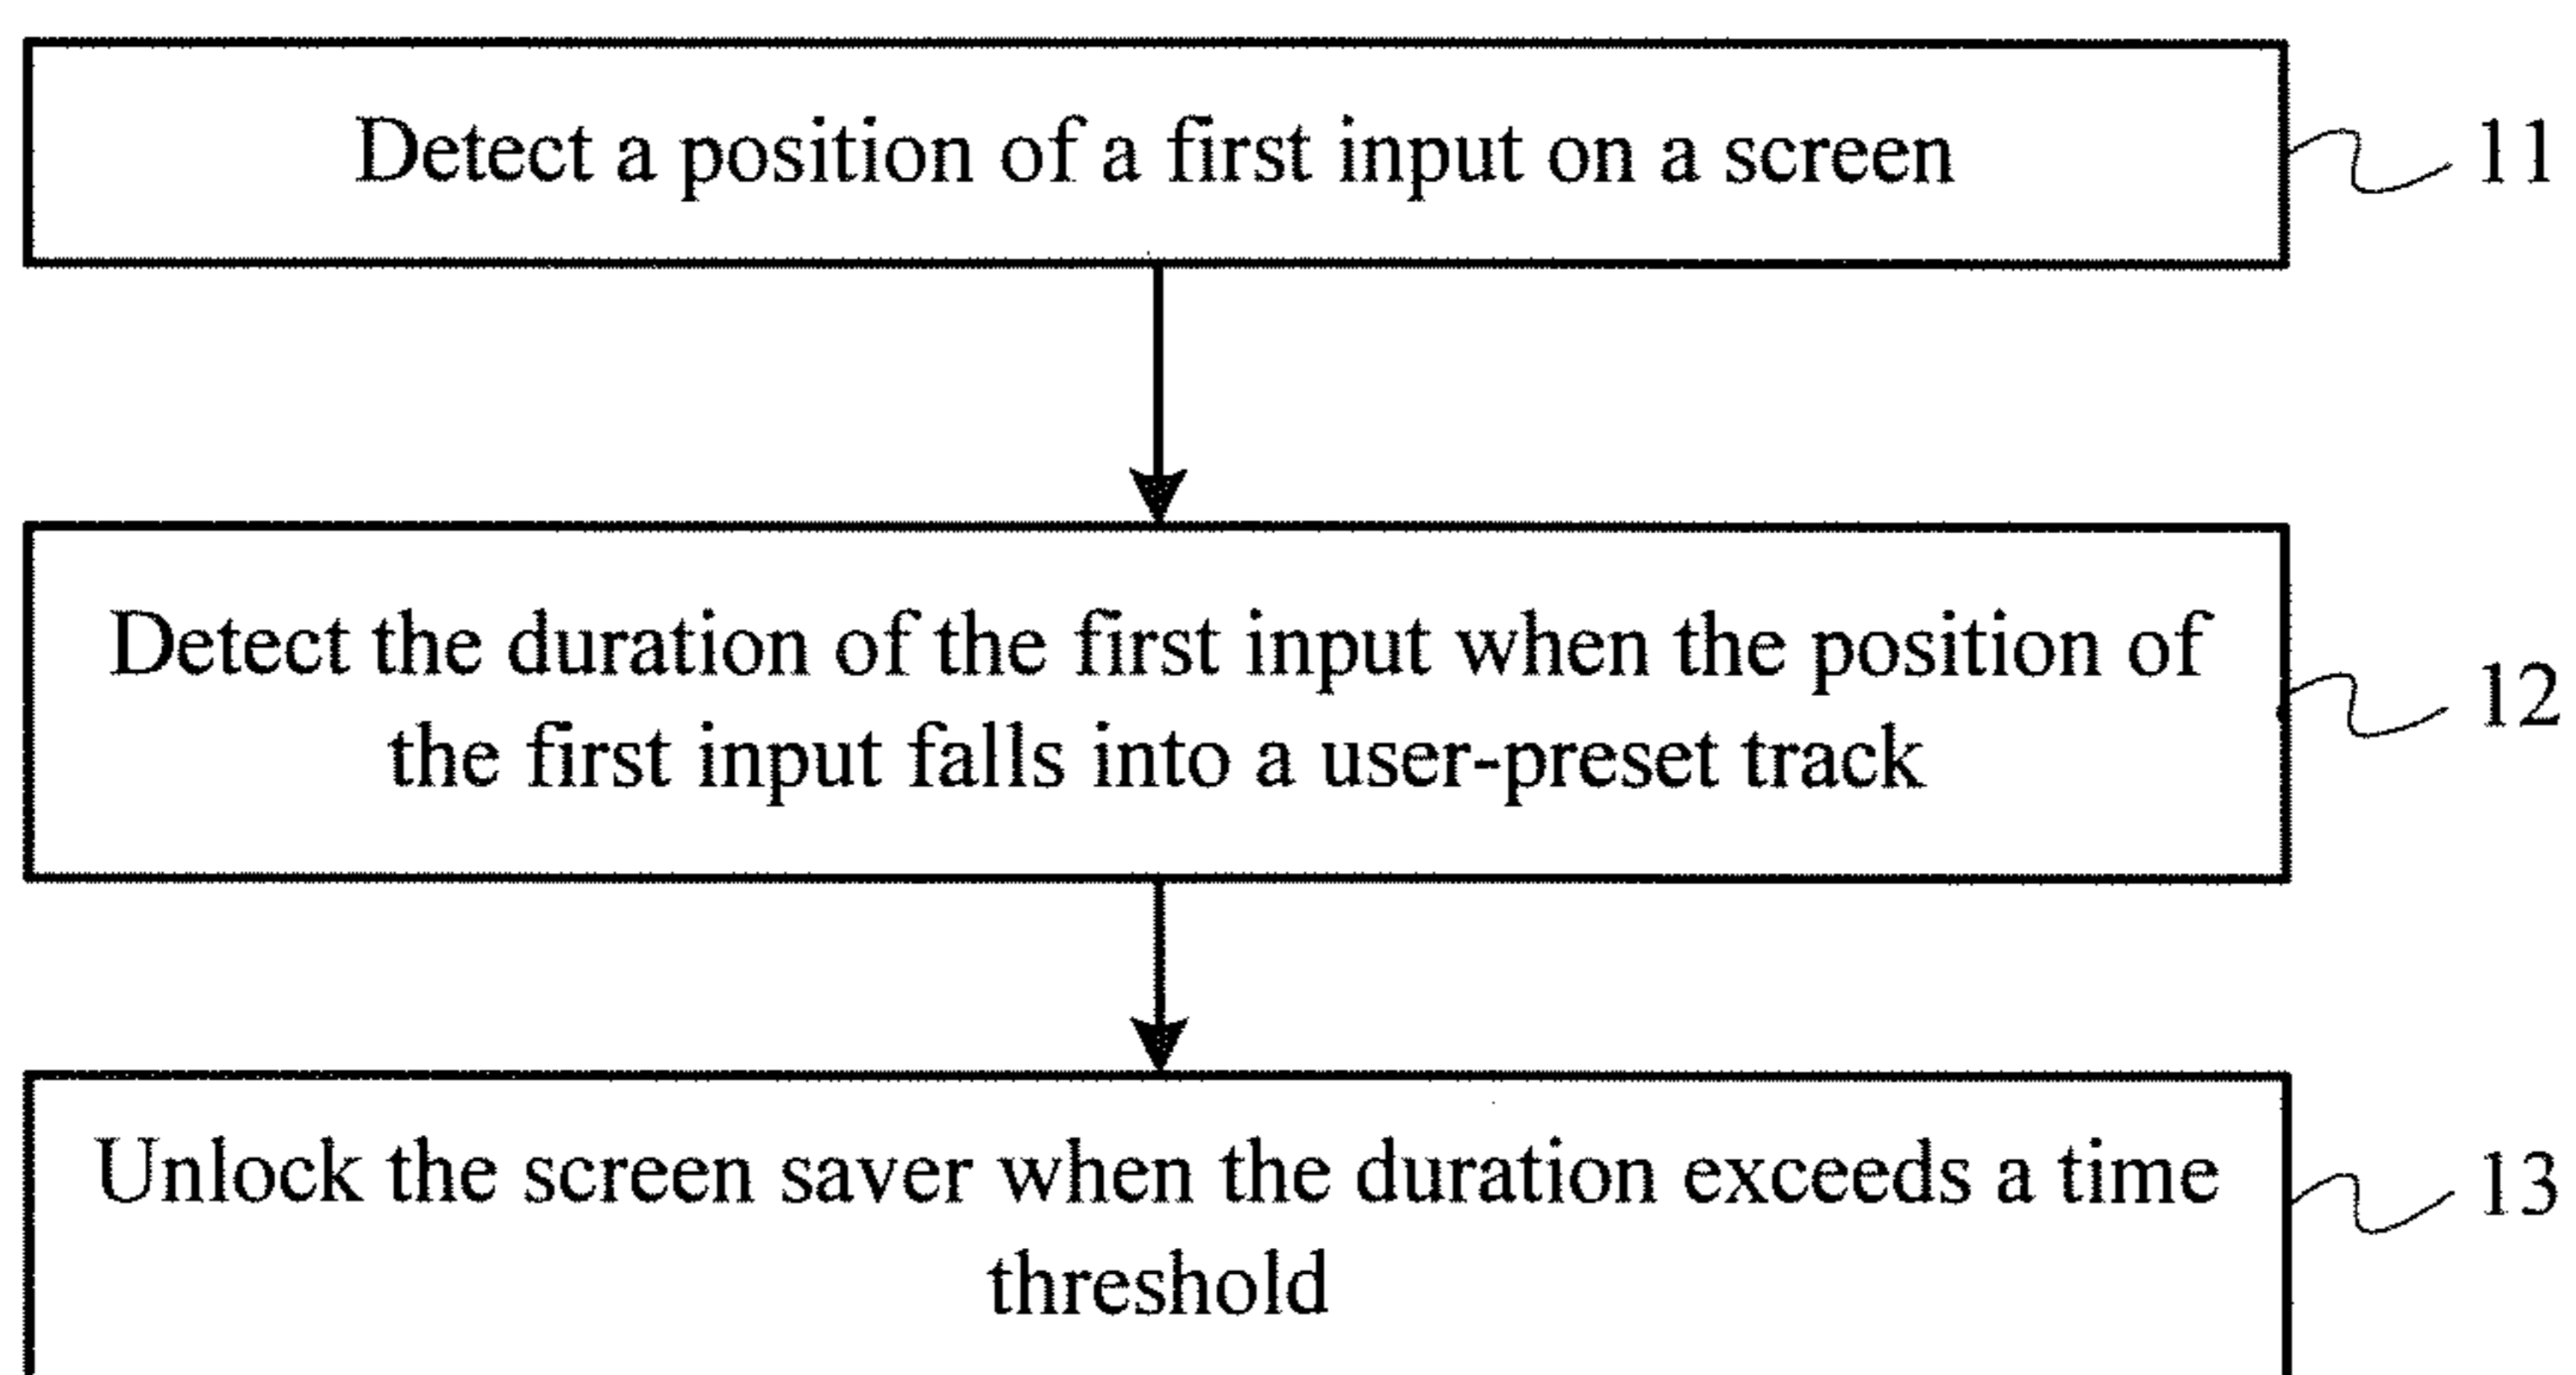 Detect a position of a first input on a screen
11
Detect the duration of the first input when the position of
the first input falls into a user-preset track
12
Unlock the screen saver when the duration exceeds a time
threshold
13